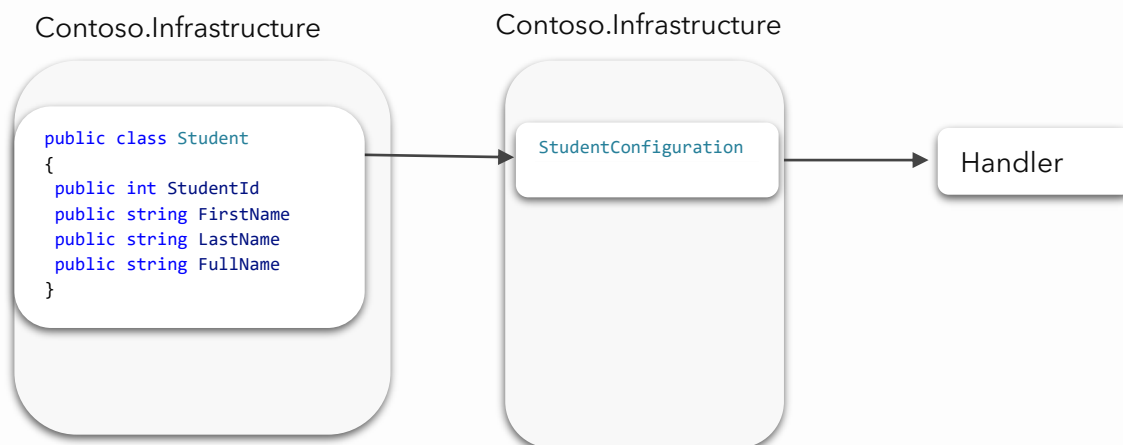 Contoso.Infrastructure
public class Student
{
public int StudentId
public string FirstName
public string LastName
public string FullName
}
Contoso.Infrastructure
StudentConfiguration
Handler